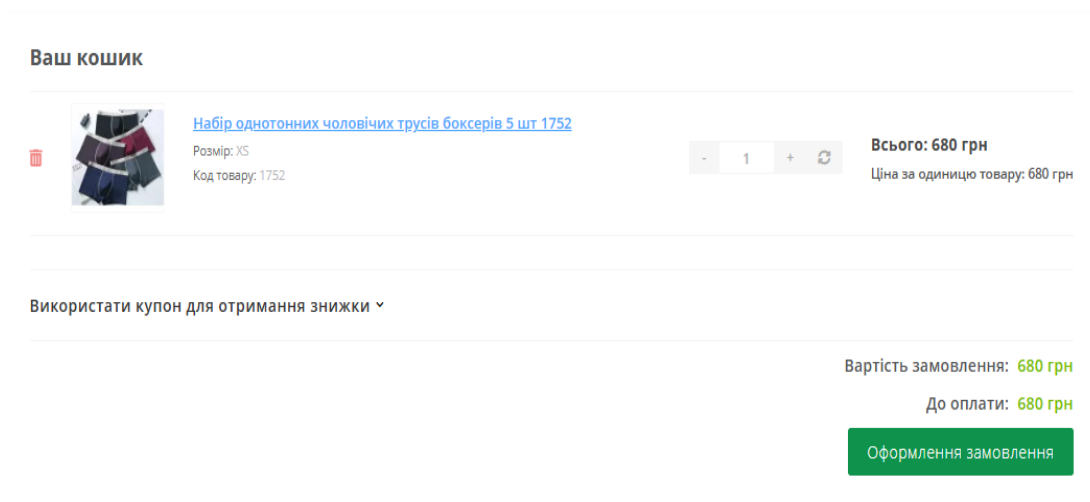 Ваш кошик
Набір однотонних чоловічих трусів боксерів 5 шт 1752
Розмір: XS
Код товару: 1752
- 1 +
Всього: 680 грн
Ціна за одиницю товару: 680 грн
Використати купон для отримання знижки
Вартість замовлення: 680 грн
До оплати: 680 грн
Оформлення замовлення